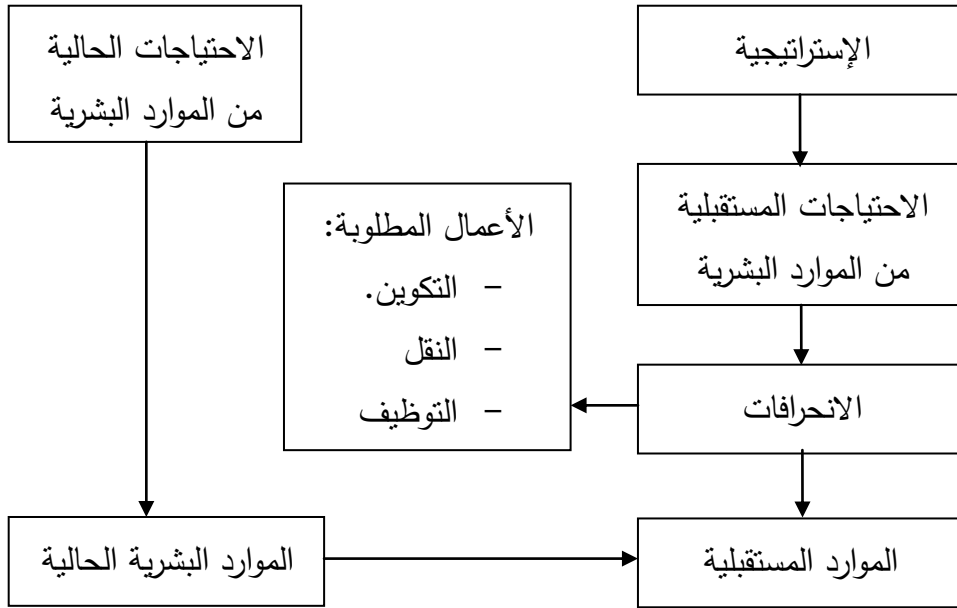 الإستراتيجية
الاحتياجات الحالية
من الموارد البشرية
الاحتياجات المستقبلية
من الموارد البشرية
الأعمال المطلوبة:
− التكوين.
− النقل
− التوظيف
الانحرافات
الموارد المستقبلية
الموارد البشرية الحالية